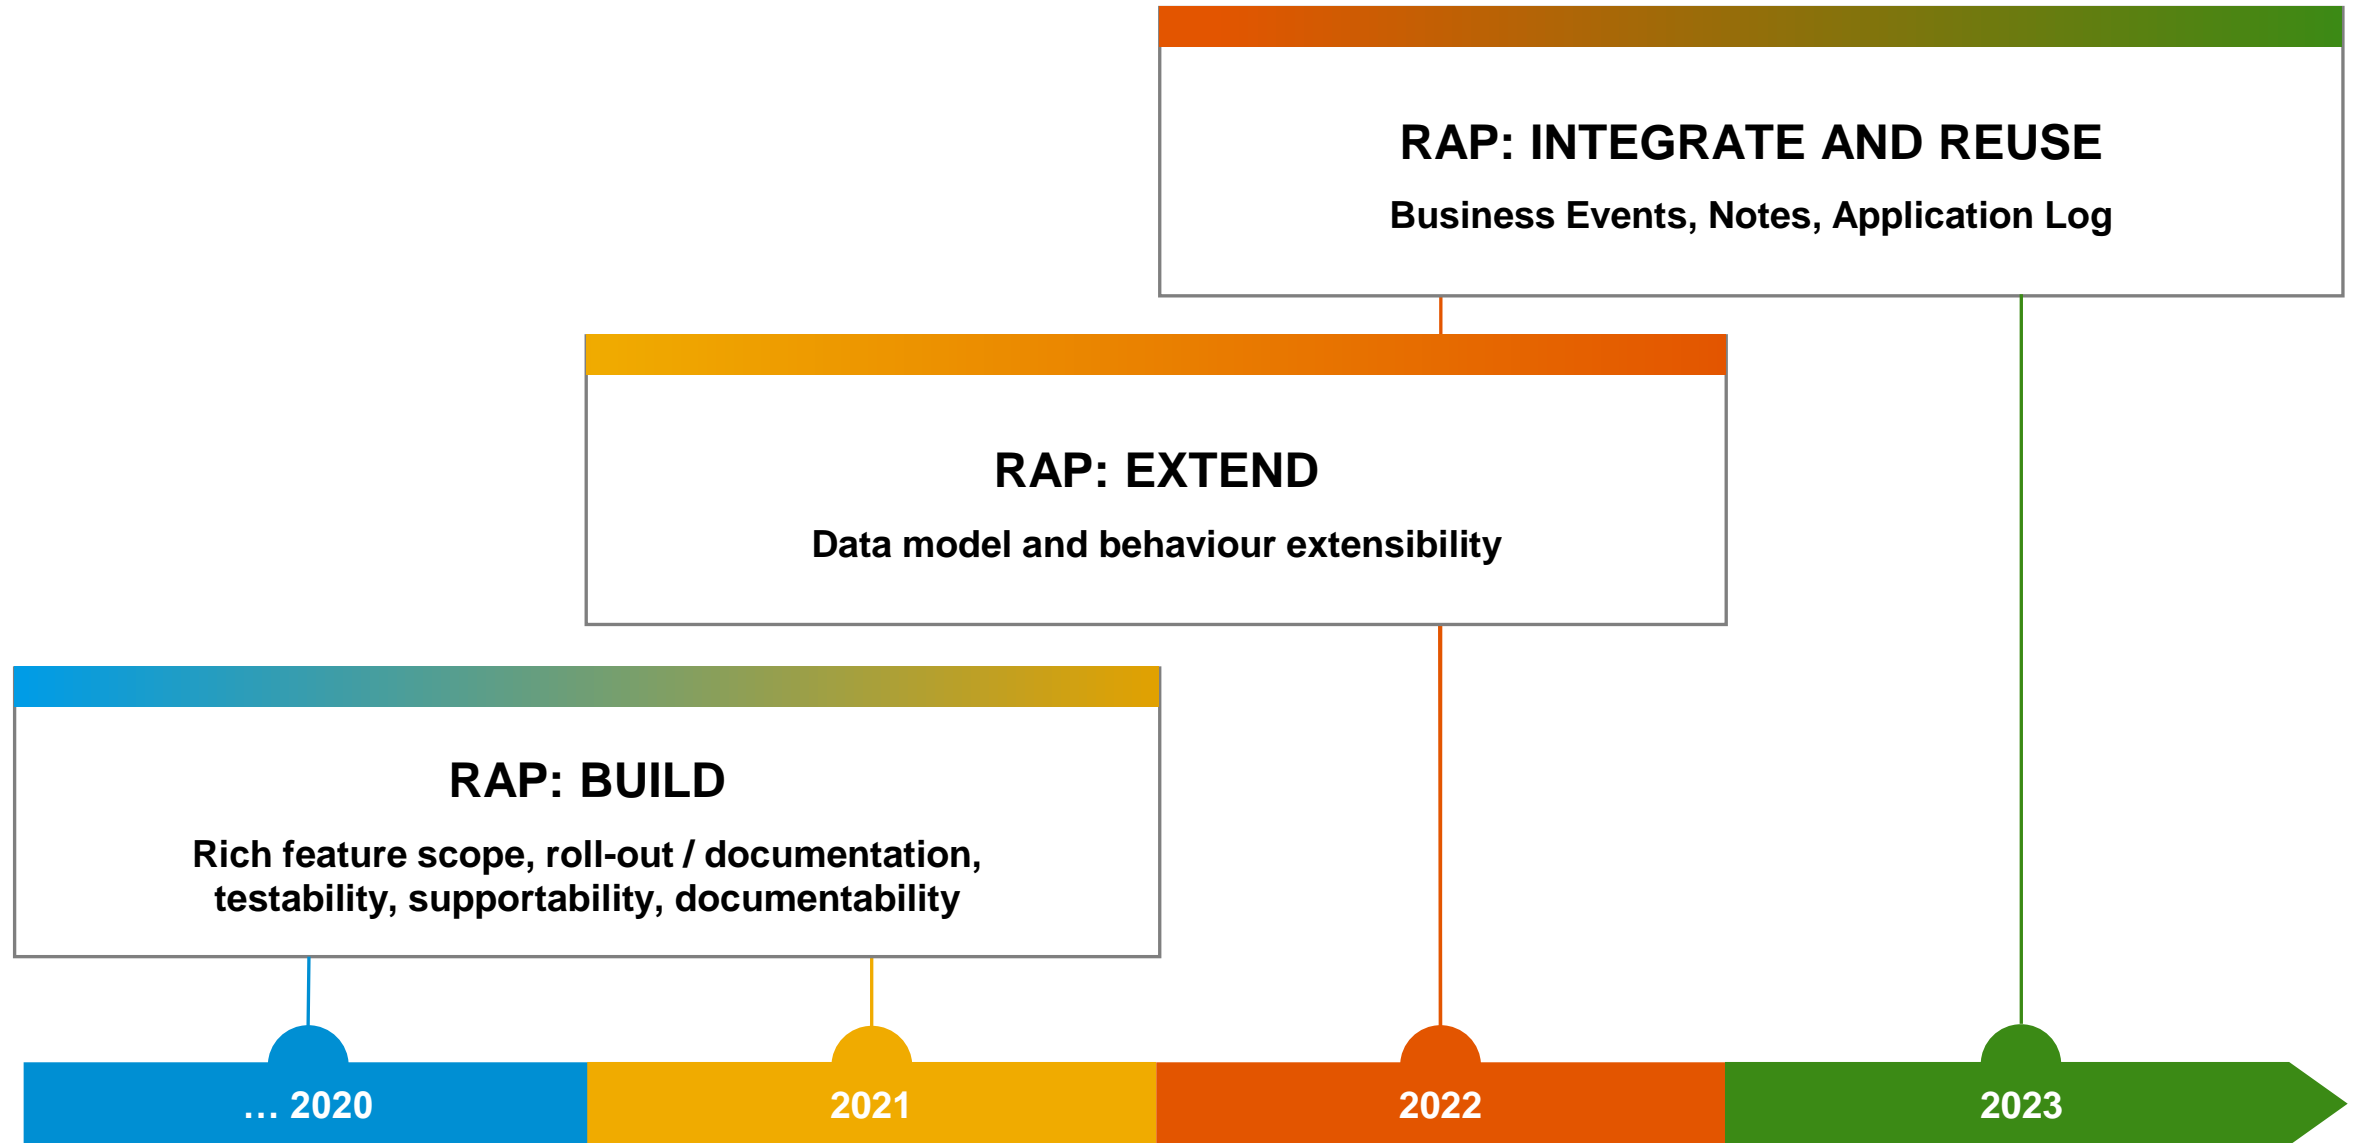 RAP: INTEGRATE AND REUSE
Business Events, Notes, Application Log
RAP: EXTEND
Data model and behaviour extensibility
RAP: BUILD
Rich feature scope, roll-out / documentation,
testability, supportability, documentability
… 2020
2021
2022
2023